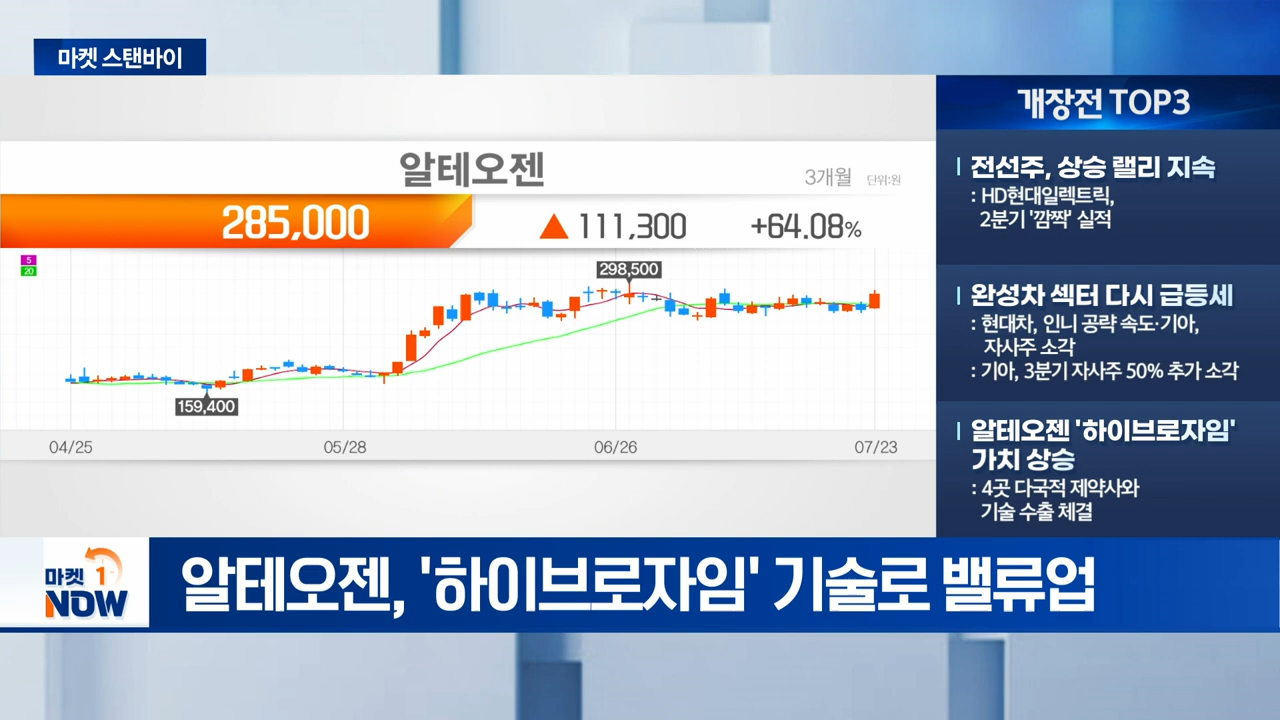 마켓 스탠바이
알테오젠
3개월 단위:원
285,000 ▲ 111,300 +64.08%
5
20
298,500
159,400
04/25 05/28 06/26 07/23
개장전 TOP3
전선주, 상승 랠리 지속
: HD현대일렉트릭,
2분기 '깜짝' 실적
완성차 섹터 다시 급등세
: 현대차, 인니 공략 속도·기아,
자사주 소각
: 기아, 3분기 자사주 50% 추가 소각
알테오젠 '하이브로자임'
가치 상승
: 4곳 다국적 제약사와
기술 수출 체결
마켓 1
NOW
알테오젠, '하이브로자임' 기술로 밸류업